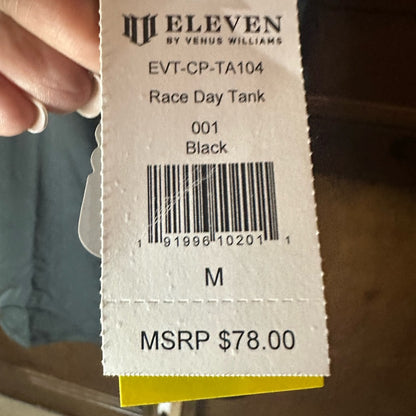 ELEVEN
BY VENUS WILLIAMS
EVT-CP-TA104
Race Day Tank
001
Black
1 91996 10201 1
M
MSRP $78.00